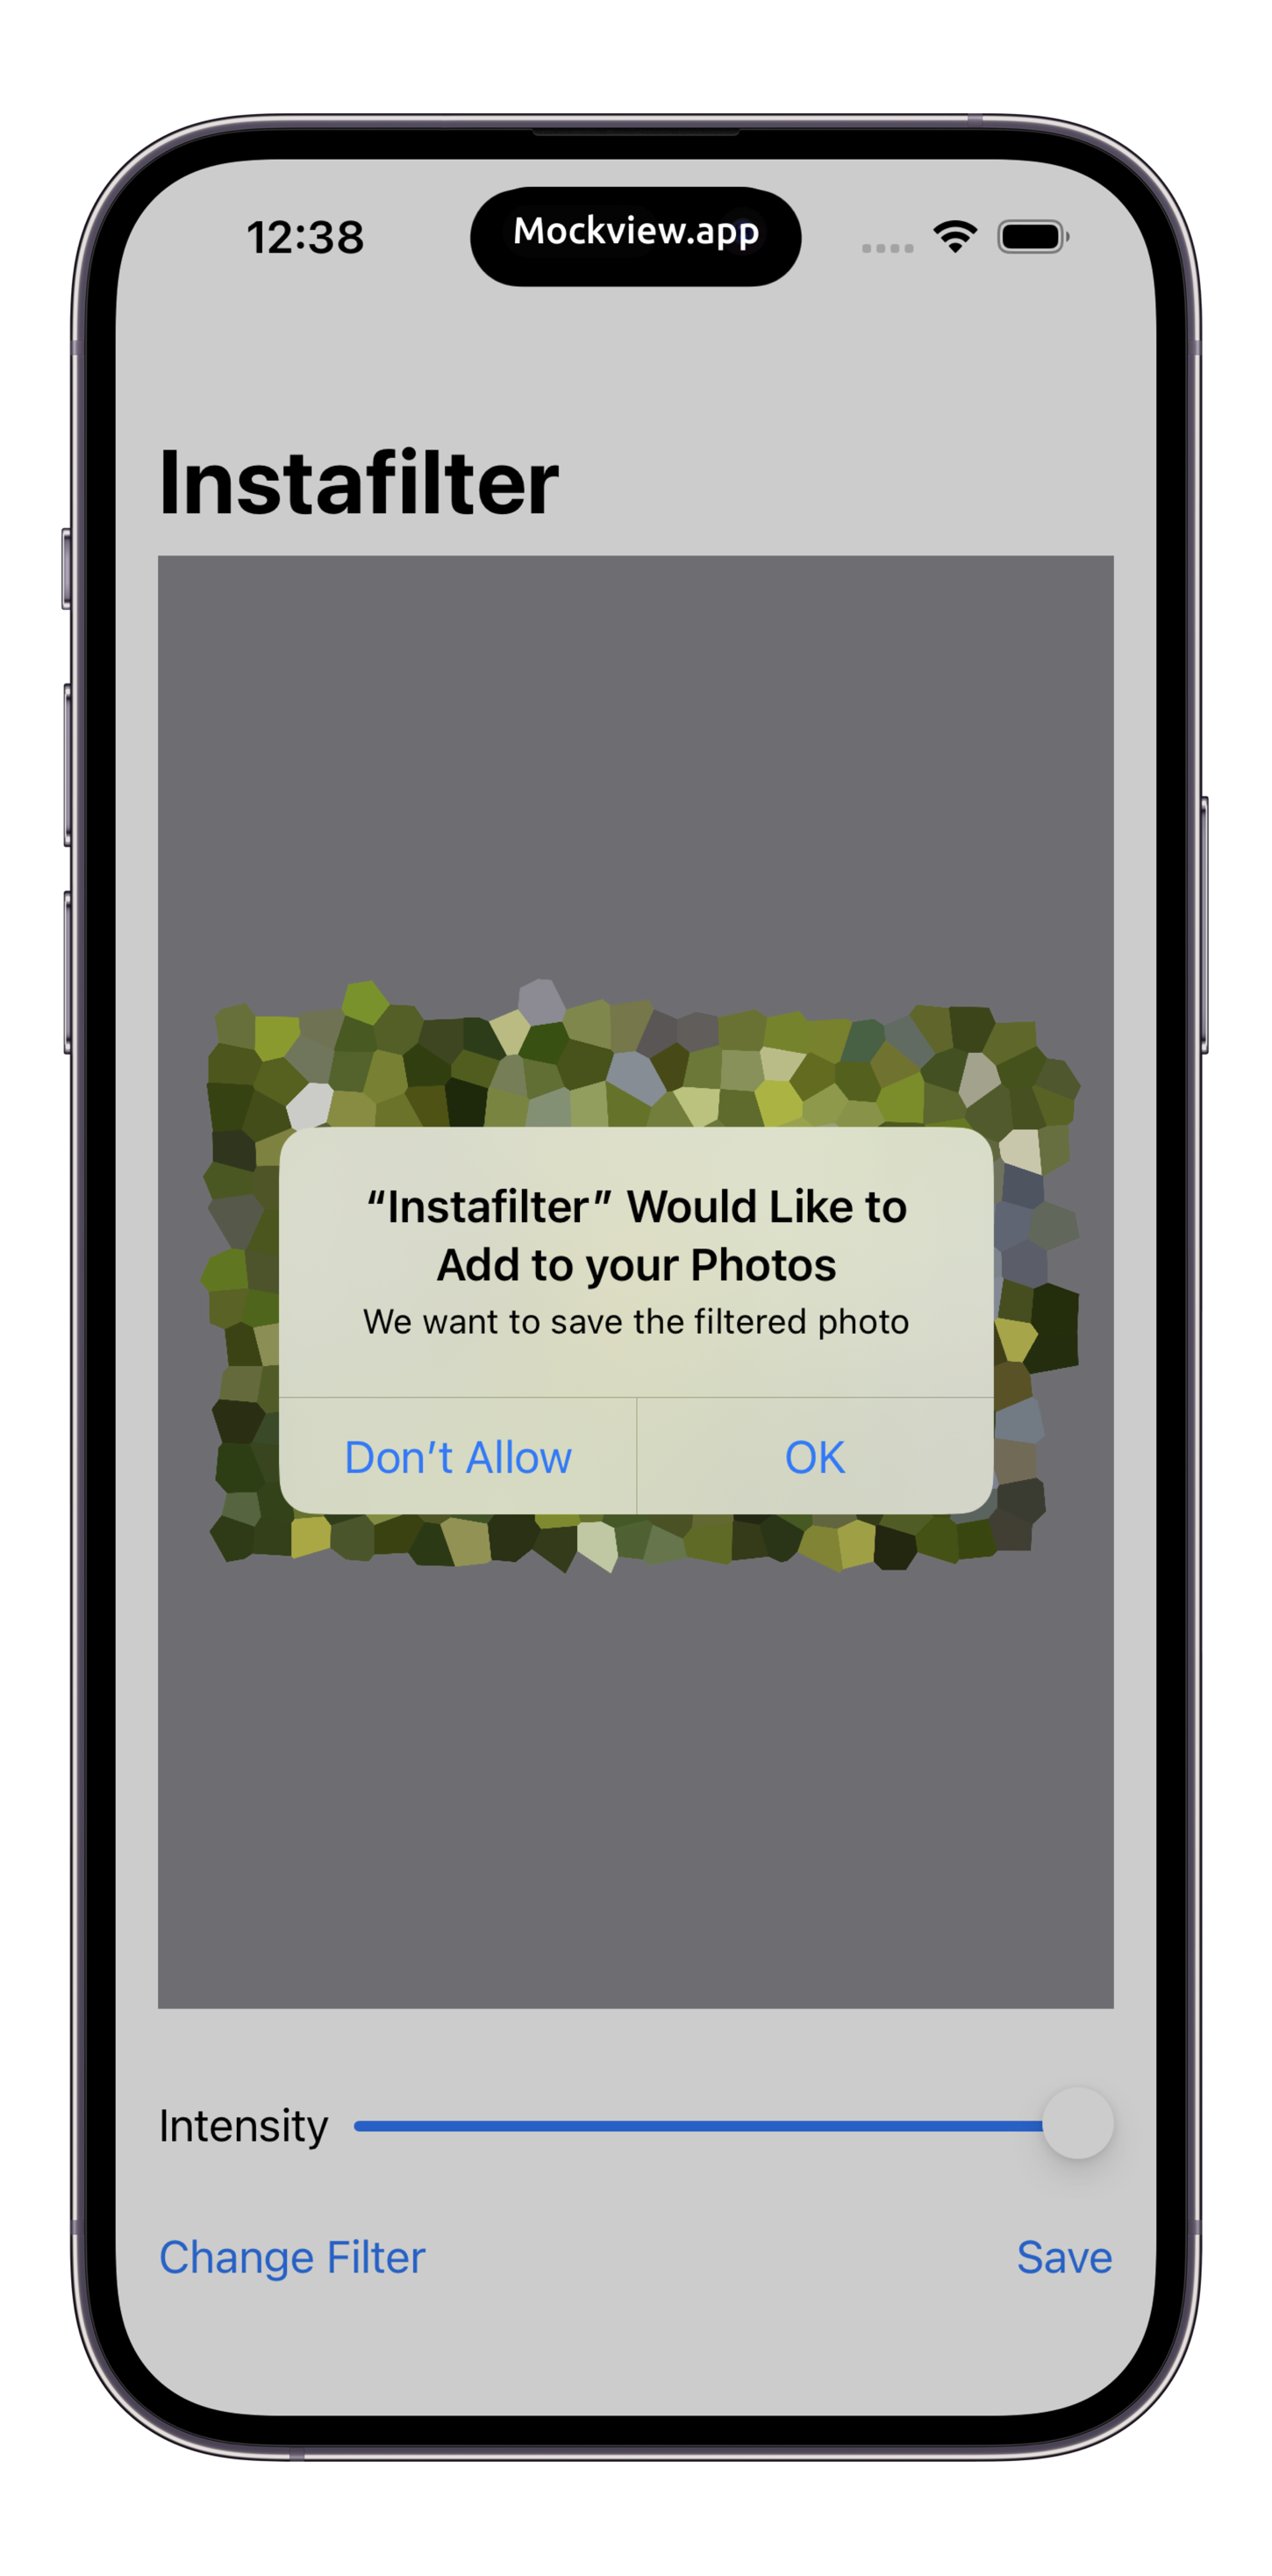 12:38
Mockview.app
Instafilter
“Instafilter” Would Like to
Add to your Photos
We want to save the filtered photo
Don’t Allow
OK
Intensity
Change Filter
Save